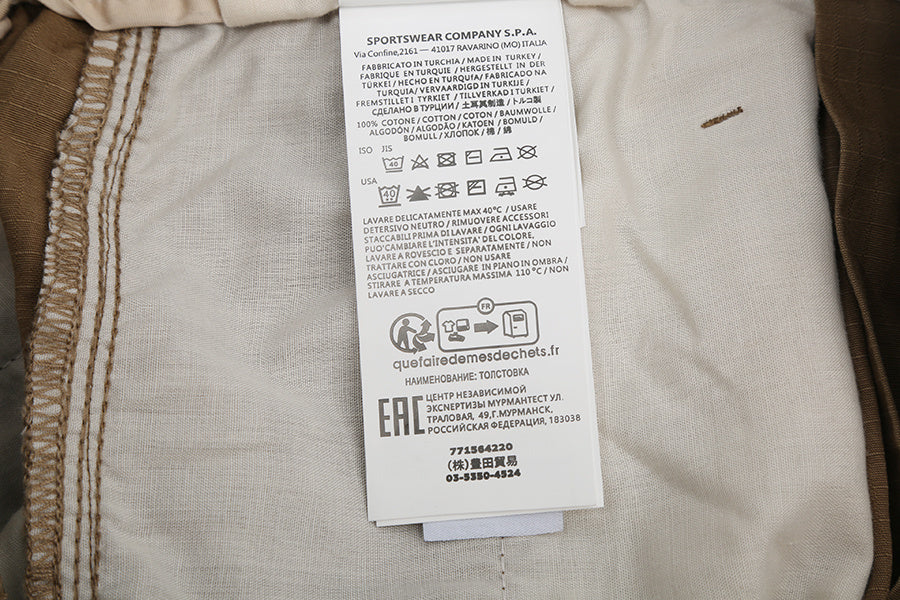 SPORTSWEAR COMPANY S.P.A.
Via Confine,2161 — 41017 RAVARINO (MO) ITALIA
FABBRICATO IN TURCHIA / MADE IN TURKEY /
FABRIQUE EN TURQUIE / HERGESTELLT IN DER
TÜRKEI / HECHO EN TURQUÍA / FABRICADO NA
TURQUIA / VERVAARDIGD IN TURKIJE /
FREMSTILLET I TYRKIET / TILLVERKAD I TURKIET /
СДЕЛАНО В ТУРЦИИ / 土耳其制造 / トルコ製
100% COTONE / COTTON / COTON / BAUMWOLLE /
ALGODÓN / ALGODÃO / KATOEN / BOMULD /
BOMULL / ХЛОПОК / 棉 / 綿
ISO JIS
40
USA
40
LAVARE DELICATAMENTE MAX 40°C / USARE
DETERSIVO NEUTRO / RIMUOVERE ACCESSORI
STACCABILI PRIMA DI LAVARE / OGNI LAVAGGIO
PUO'CAMBIARE L'INTENSITA' DEL COLORE,
LAVARE A ROVESCIO E SEPARATAMENTE / NON
TRATTARE CON CLORO / NON USARE
ASCIUGATRICE / ASCIUGARE IN PIANO IN OMBRA /
STIRARE A TEMPERATURA MASSIMA 110°C / NON
LAVARE A SECCO
FR
quefairedemesdechets.fr
НАИМЕНОВАНИЕ: ТОЛСТОВКА
EAC
ЦЕНТР НЕЗАВИСИМОЙ
ЭКСПЕРТИЗЫ МУРМАНТЕСТ УЛ.
ТРАЛОВАЯ, 49,Г.МУРМАНСК,
РОССИЙСКАЯ ФЕДЕРАЦИЯ, 183038
771564220
(株)豊田貿易
03-5350-4524